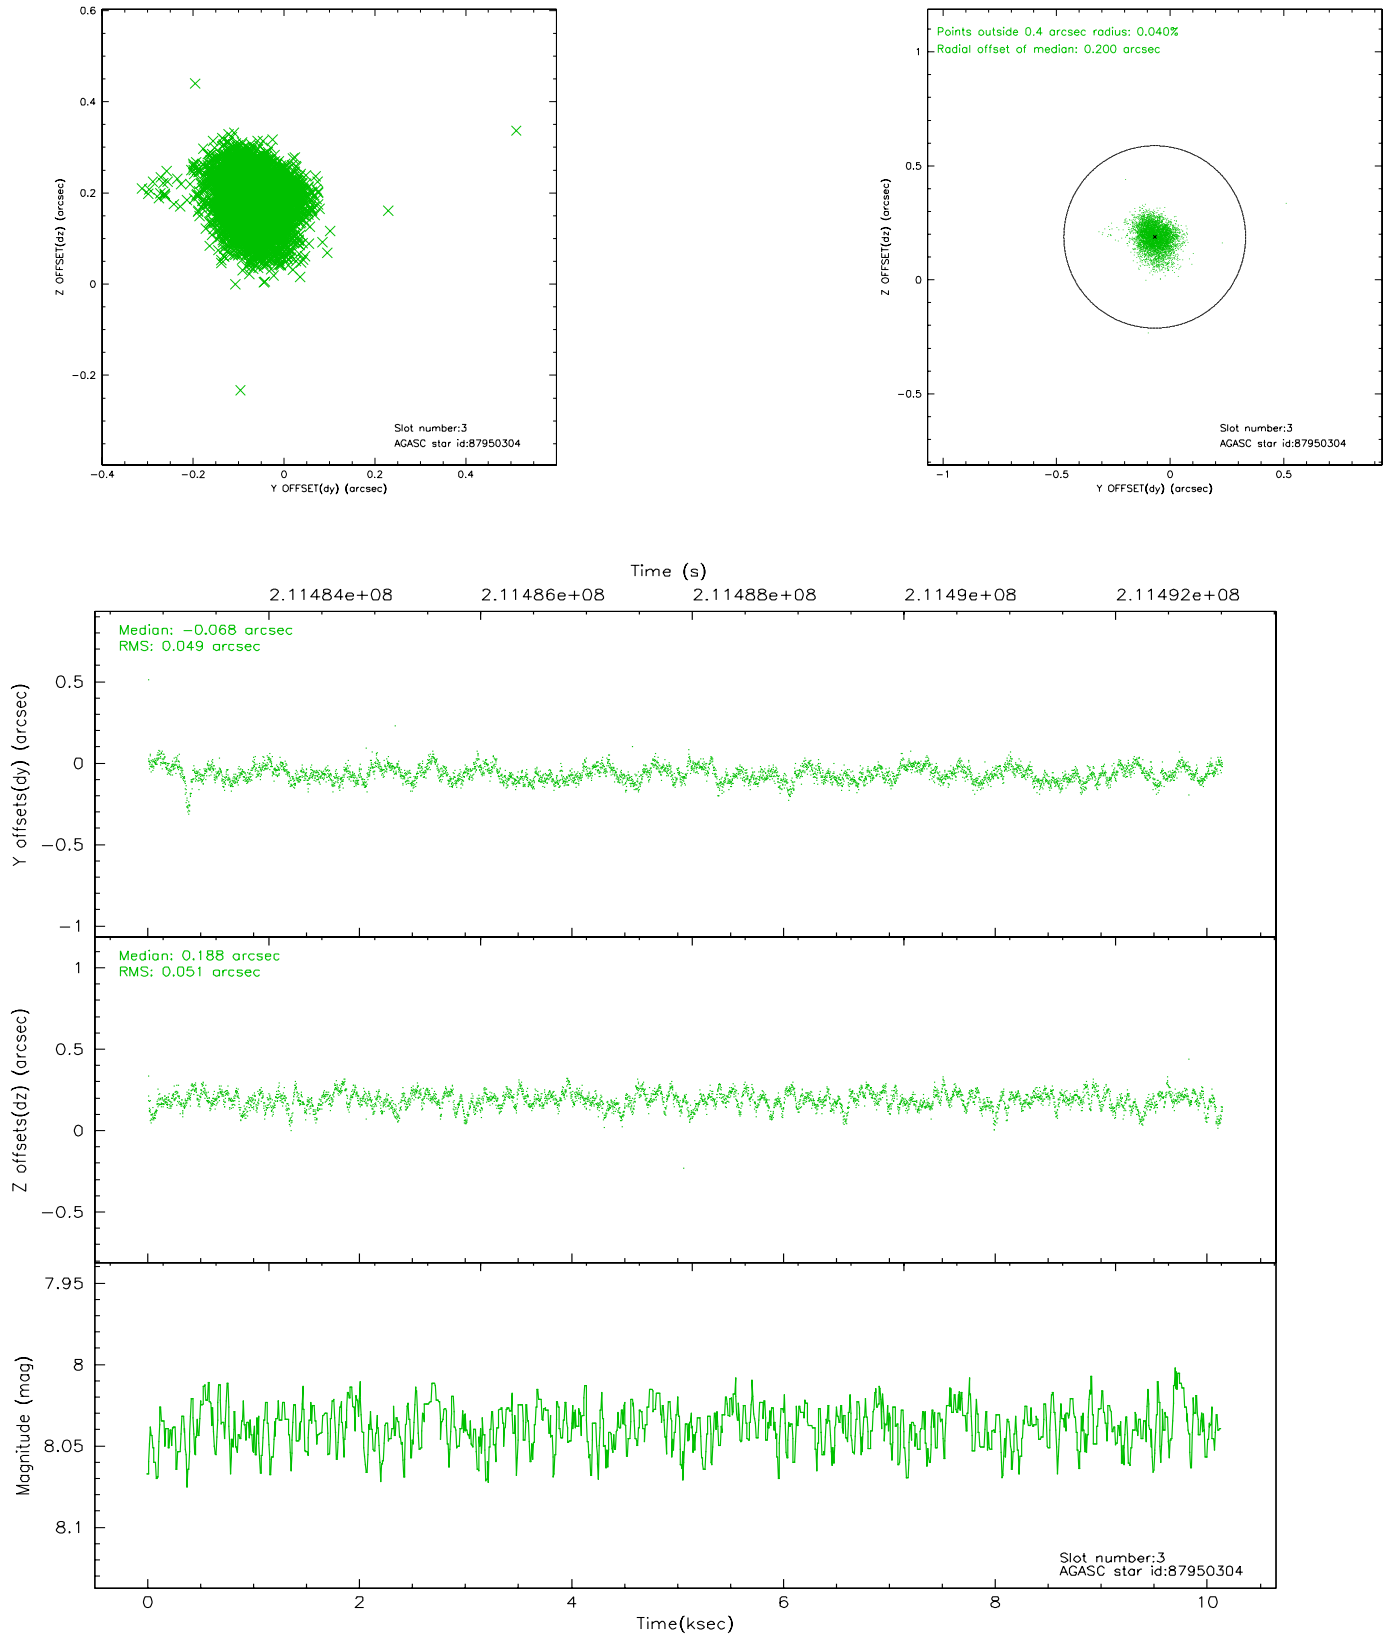 0.6
0.4
0.2
0
−0.2
Z OFFSET(dz) (arcsec)
−0.4 −0.2 0 0.2 0.4
Y OFFSET(dy) (arcsec)
Slot number:3
AGASC star id:87950304
Points outside 0.4 arcsec radius: 0.040%
Radial offset of median: 0.200 arcsec
1
0.5
0
−0.5
Z OFFSET(dz) (arcsec)
−1 −0.5 0 0.5
Y OFFSET(dy) (arcsec)
Slot number:3
AGASC star id:87950304
Time (s)
2.11484e+08 2.11486e+08 2.11488e+08 2.1149e+08 2.11492e+08
Median: −0.068 arcsec
RMS: 0.049 arcsec
0.5
0
−0.5
−1
Y offsets(dy) (arcsec)
Median: 0.188 arcsec
RMS: 0.051 arcsec
1
0.5
0
−0.5
Z offsets(dz) (arcsec)
7.95
8
8.05
8.1
Magnitude (mag)
Slot number:3
AGASC star id:87950304
0 2 4 6 8 10
Time(ksec)